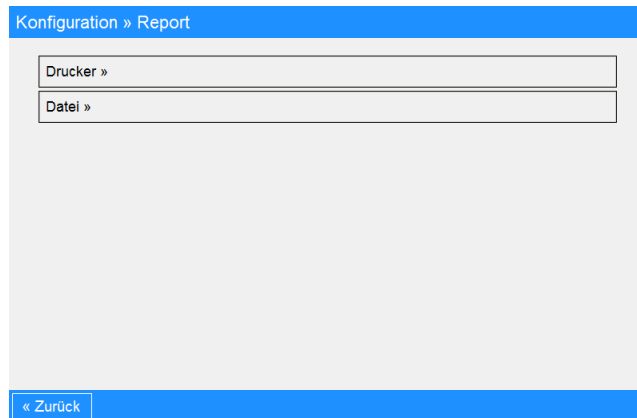 Konfiguration » Report
Drucker »
Datei »
« Zurück